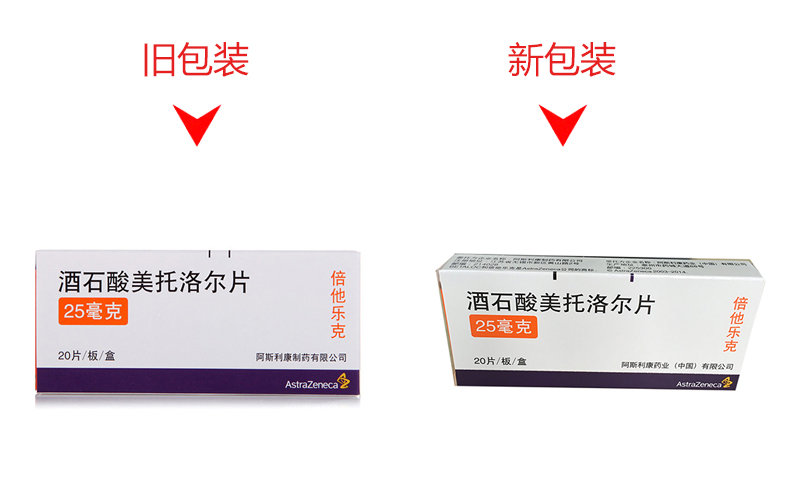 旧包装
新包装
酒石酸美托洛尔片
25毫克
倍他乐克
20片/板/盒
阿斯利康制药有限公司
AstraZeneca
酒石酸美托洛尔片
25毫克
倍他乐克
20片/板/盒
阿斯利康药业（中国）有限公司
AstraZeneca